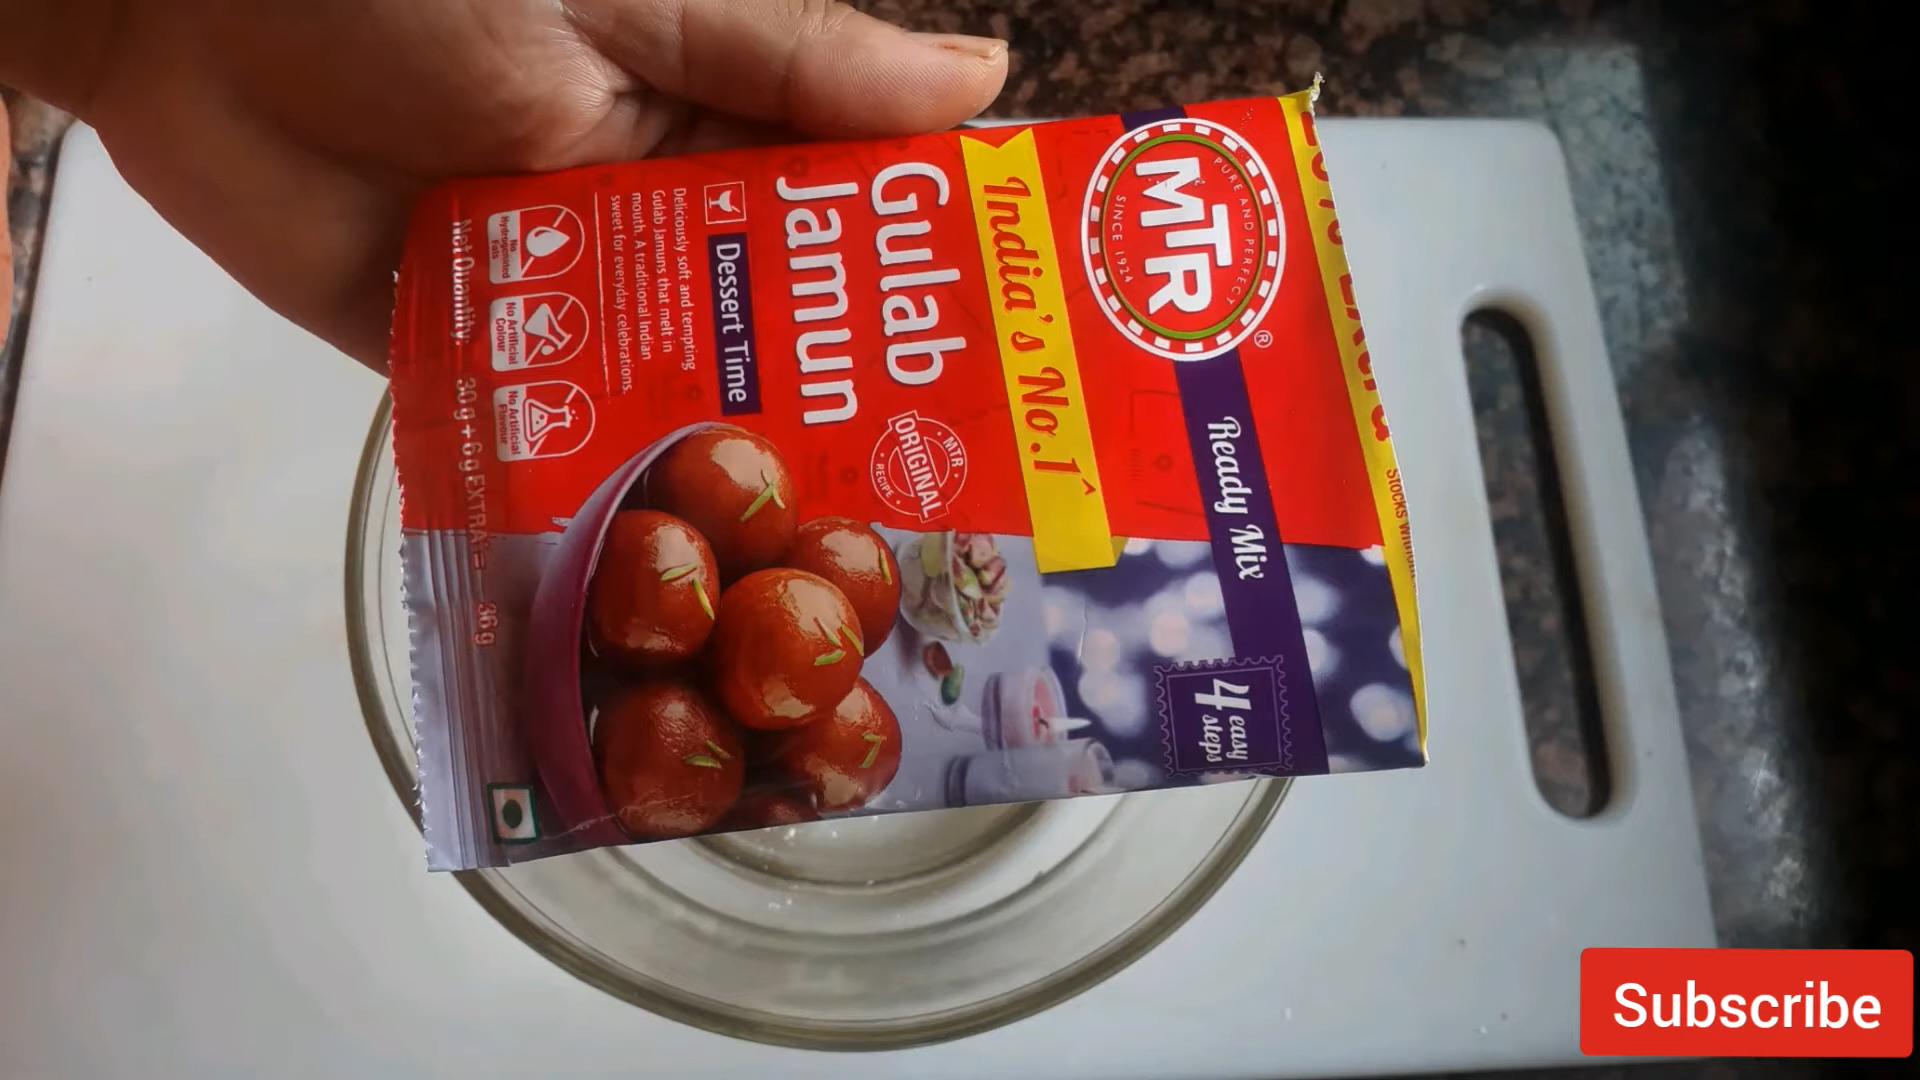 20% EXTRA
MTR
PURE AND PERFECT
SINCE 1924
®
Ready Mix
4 easy
steps
India's No.1^
Gulab
Jamun
MTR
ORIGINAL
RECIPE
Dessert Time
Deliciously soft and tempting
Gulab Jamuns that melt in
mouth. A traditional Indian
sweet for everyday celebrations.
No
Hydrogenated
Fats
No Artificial
Colour
No Artificial
Flavour
Net Quantity: 30 g + 6 g EXTRA = 36 g
Subscribe